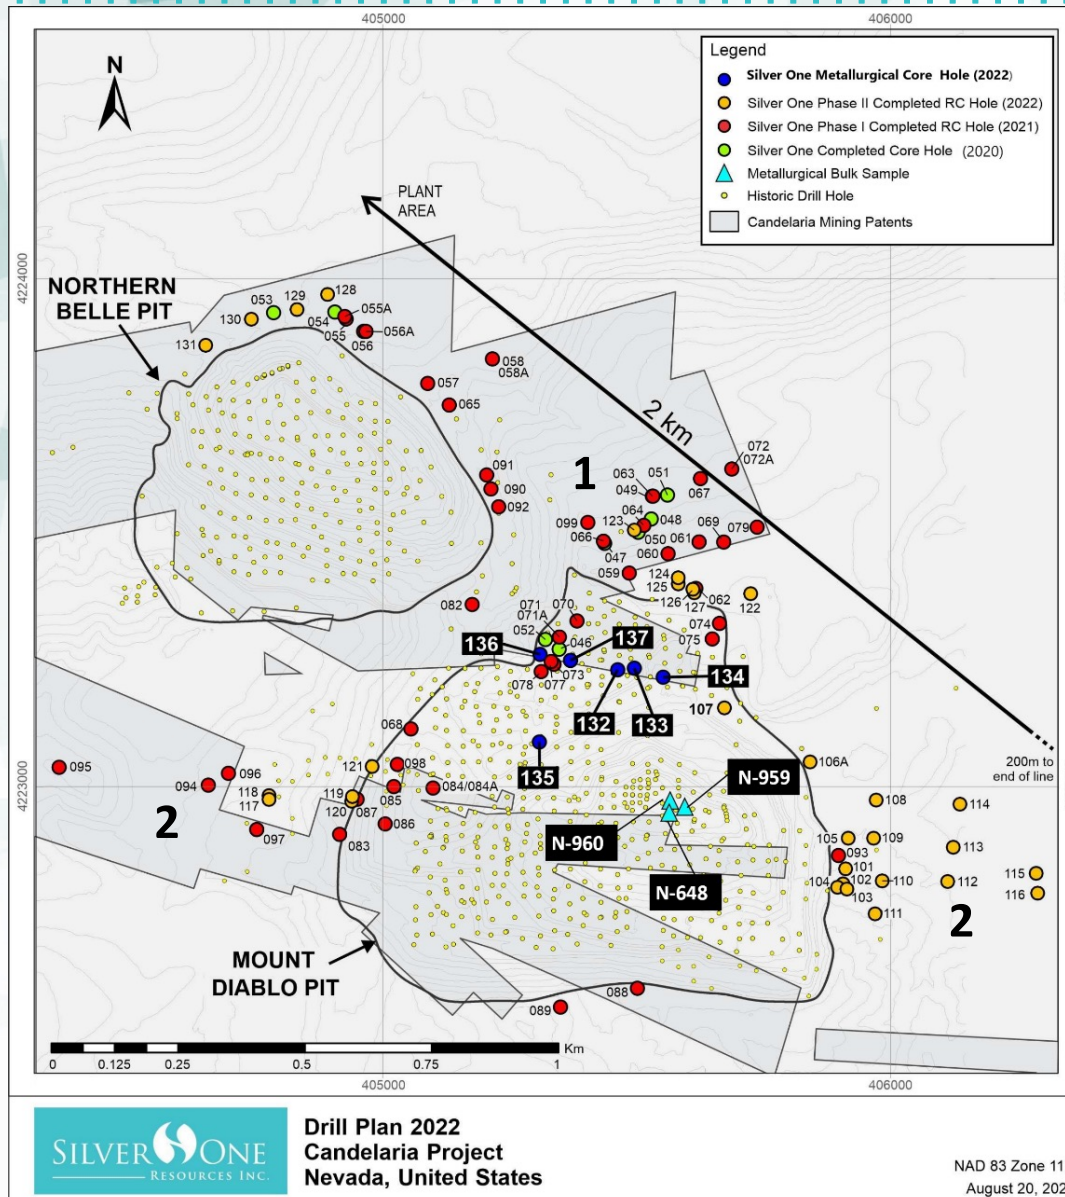 405000
406000
Legend
Silver One Metallurgical Core Hole (2022)
Silver One Phase II Completed RC Hole (2022)
Silver One Phase I Completed RC Hole (2021)
Silver One Completed Core Hole (2020)
Metallurgical Bulk Sample
Historic Drill Hole
Candelaria Mining Patents
N
PLANT
AREA
4224000
4224000
NORTHERN
BELLE PIT
053
129
128
055A
130
054
055
056
056A
131
058
058A
057
065
2 km
072
072A
091
090
092
1
063
051
049
067
064
123
048
099
050
061
069
079
066
047
060
059
124
125
126
127
062
122
082
071
071A
070
052
046
074
075
136
137
078
077
073
134
132
133
107
068
135
106A
200m to
end of line
095
094
096
121
098
118
117
119
120
087
085
084/084A
N-959
108
114
4223000
4223000
2
097
083
086
N-960
105
109
093
113
101
N-648
104
102
103
110
112
115
116
111
2
MOUNT
DIABLO PIT
088
089
Km
0
0.125
0.25
0.5
0.75
1
405000
406000
SILVER ONE
RESOURCES INC.
Drill Plan 2022
Candelaria Project
Nevada, United States
NAD 83 Zone 11
August 20, 202